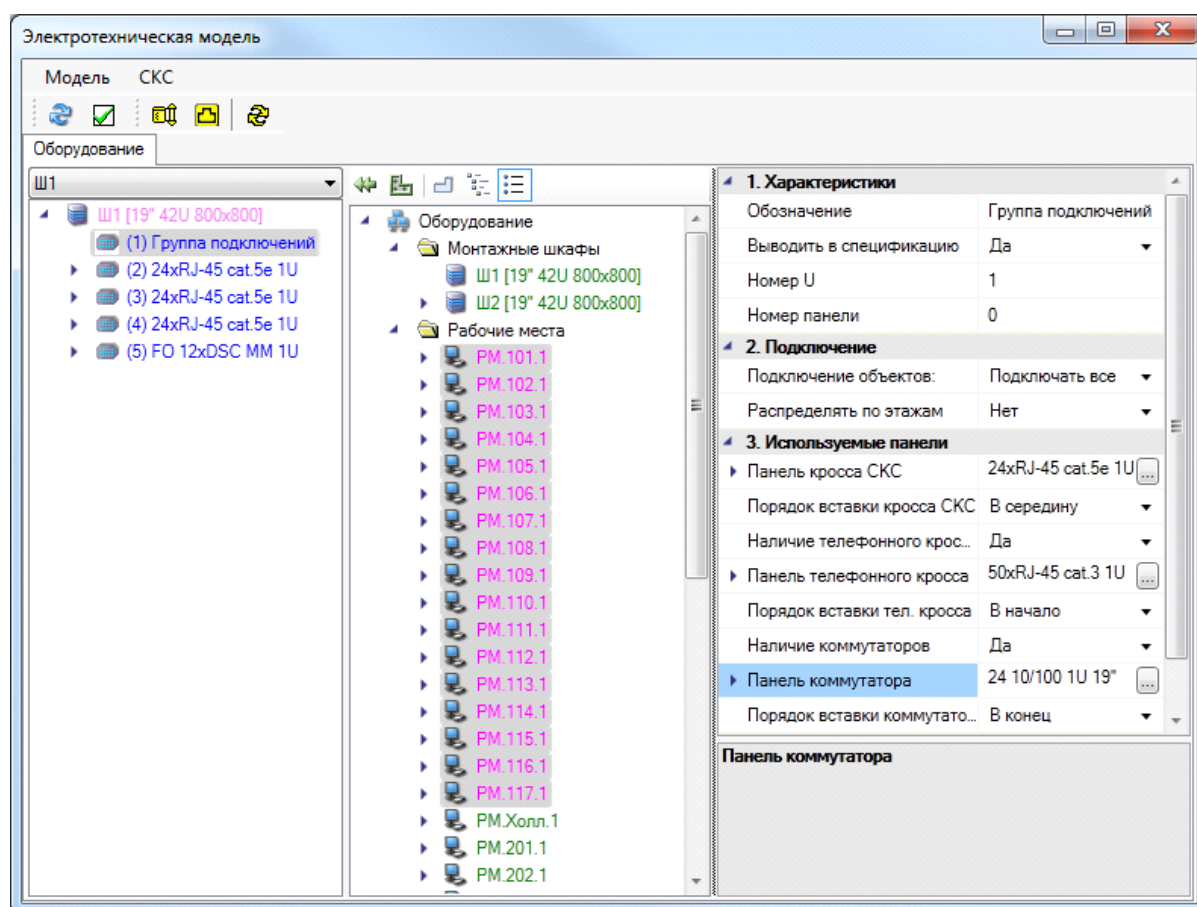 Электротехническая модель
Модель СКС
Оборудование
Ш1
Ш1 [19" 42U 800x800]
(1) Группа подключений
(2) 24xRJ-45 cat.5e 1U
(3) 24xRJ-45 cat.5e 1U
(4) 24xRJ-45 cat.5e 1U
(5) FO 12xDSC MM 1U
Оборудование
Монтажные шкафы
Ш1 [19" 42U 800x800]
Ш2 [19" 42U 800x800]
Рабочие места
РМ.101.1
РМ.102.1
РМ.103.1
РМ.104.1
РМ.105.1
РМ.106.1
РМ.107.1
РМ.108.1
РМ.109.1
РМ.110.1
РМ.111.1
РМ.112.1
РМ.113.1
РМ.114.1
РМ.115.1
РМ.116.1
РМ.117.1
РМ.Холл.1
РМ.201.1
РМ.202.1
1. Характеристики
Обозначение Группа подключений
Выводить в спецификацию Да
Номер U 1
Номер панели 0
2. Подключение
Подключение объектов: Подключать все
Распределять по этажам Нет
3. Используемые панели
Панель кросса СКС 24xRJ-45 cat.5e 1U ...
Порядок вставки кросса СКС В середину
Наличие телефонного крос... Да
Панель телефонного кросса 50xRJ-45 cat.3 1U ...
Порядок вставки тел. кросса В начало
Наличие коммутаторов Да
Панель коммутатора 24 10/100 1U 19" ...
Порядок вставки коммутато... В конец
Панель коммутатора